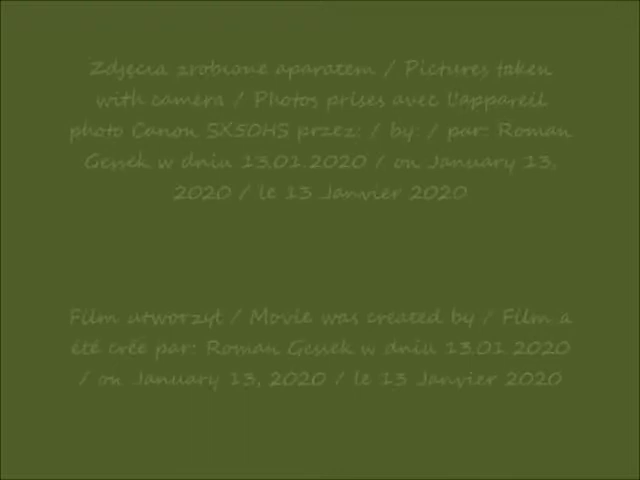 Zdjęcia zrobione aparatem / Pictures taken
with camera / Photos prises avec l'appareil
photo Canon SX50HS przez: / by: / par: Roman
Gessek w dniu 13.01.2020 / on January 13,
2020 / le 13 Janvier 2020
Film utworzył / Movie was created by / Film a
été crée par: Roman Gessek w dniu 13.01.2020
/ on January 13, 2020 / le 13 Janvier 2020